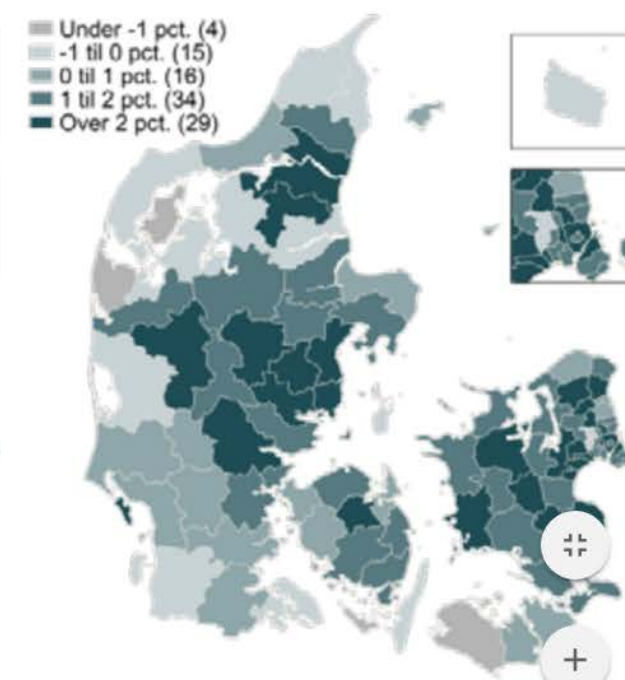 Under -1 pct. (4)
-1 til 0 pct. (15)
0 til 1 pct. (16)
1 til 2 pct. (34)
Over 2 pct. (29)